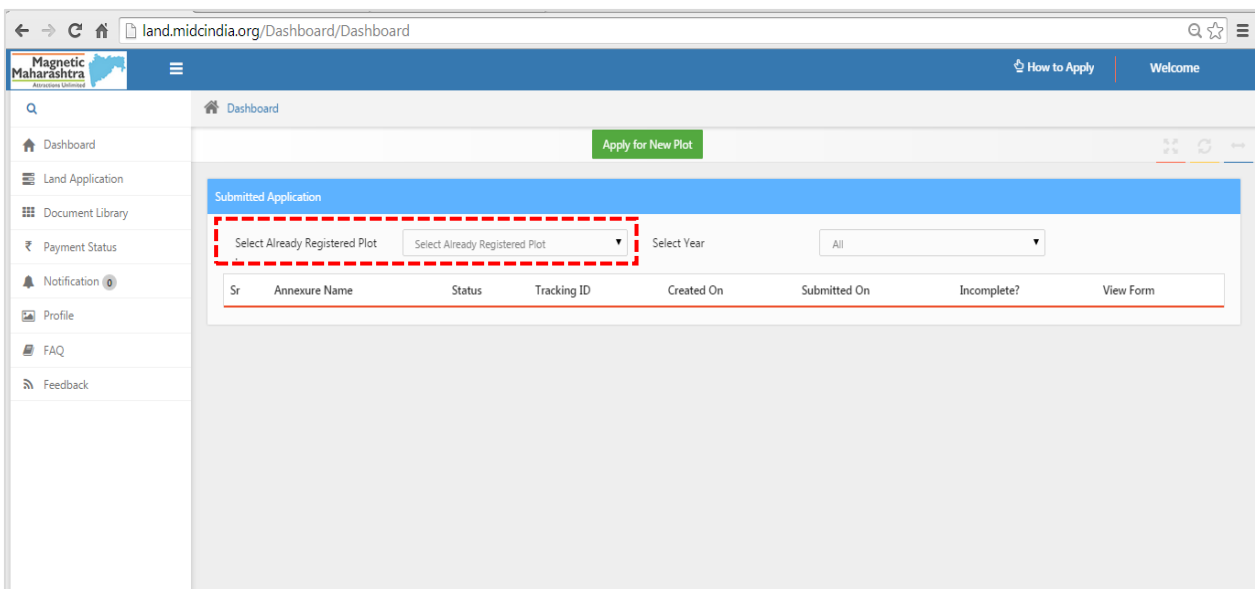 land.midcindia.org/Dashboard/Dashboard
Magnetic
Maharashtra
Attractions Unlimited
How to Apply
Welcome
Dashboard
Dashboard
Apply for New Plot
Land Application
Submitted Application
Document Library
Select Already Registered Plot
Select Already Registered Plot
Select Year
All
Payment Status
Notification 0
Sr
Annexure Name
Status
Tracking ID
Created On
Submitted On
Incomplete?
View Form
Profile
FAQ
Feedback